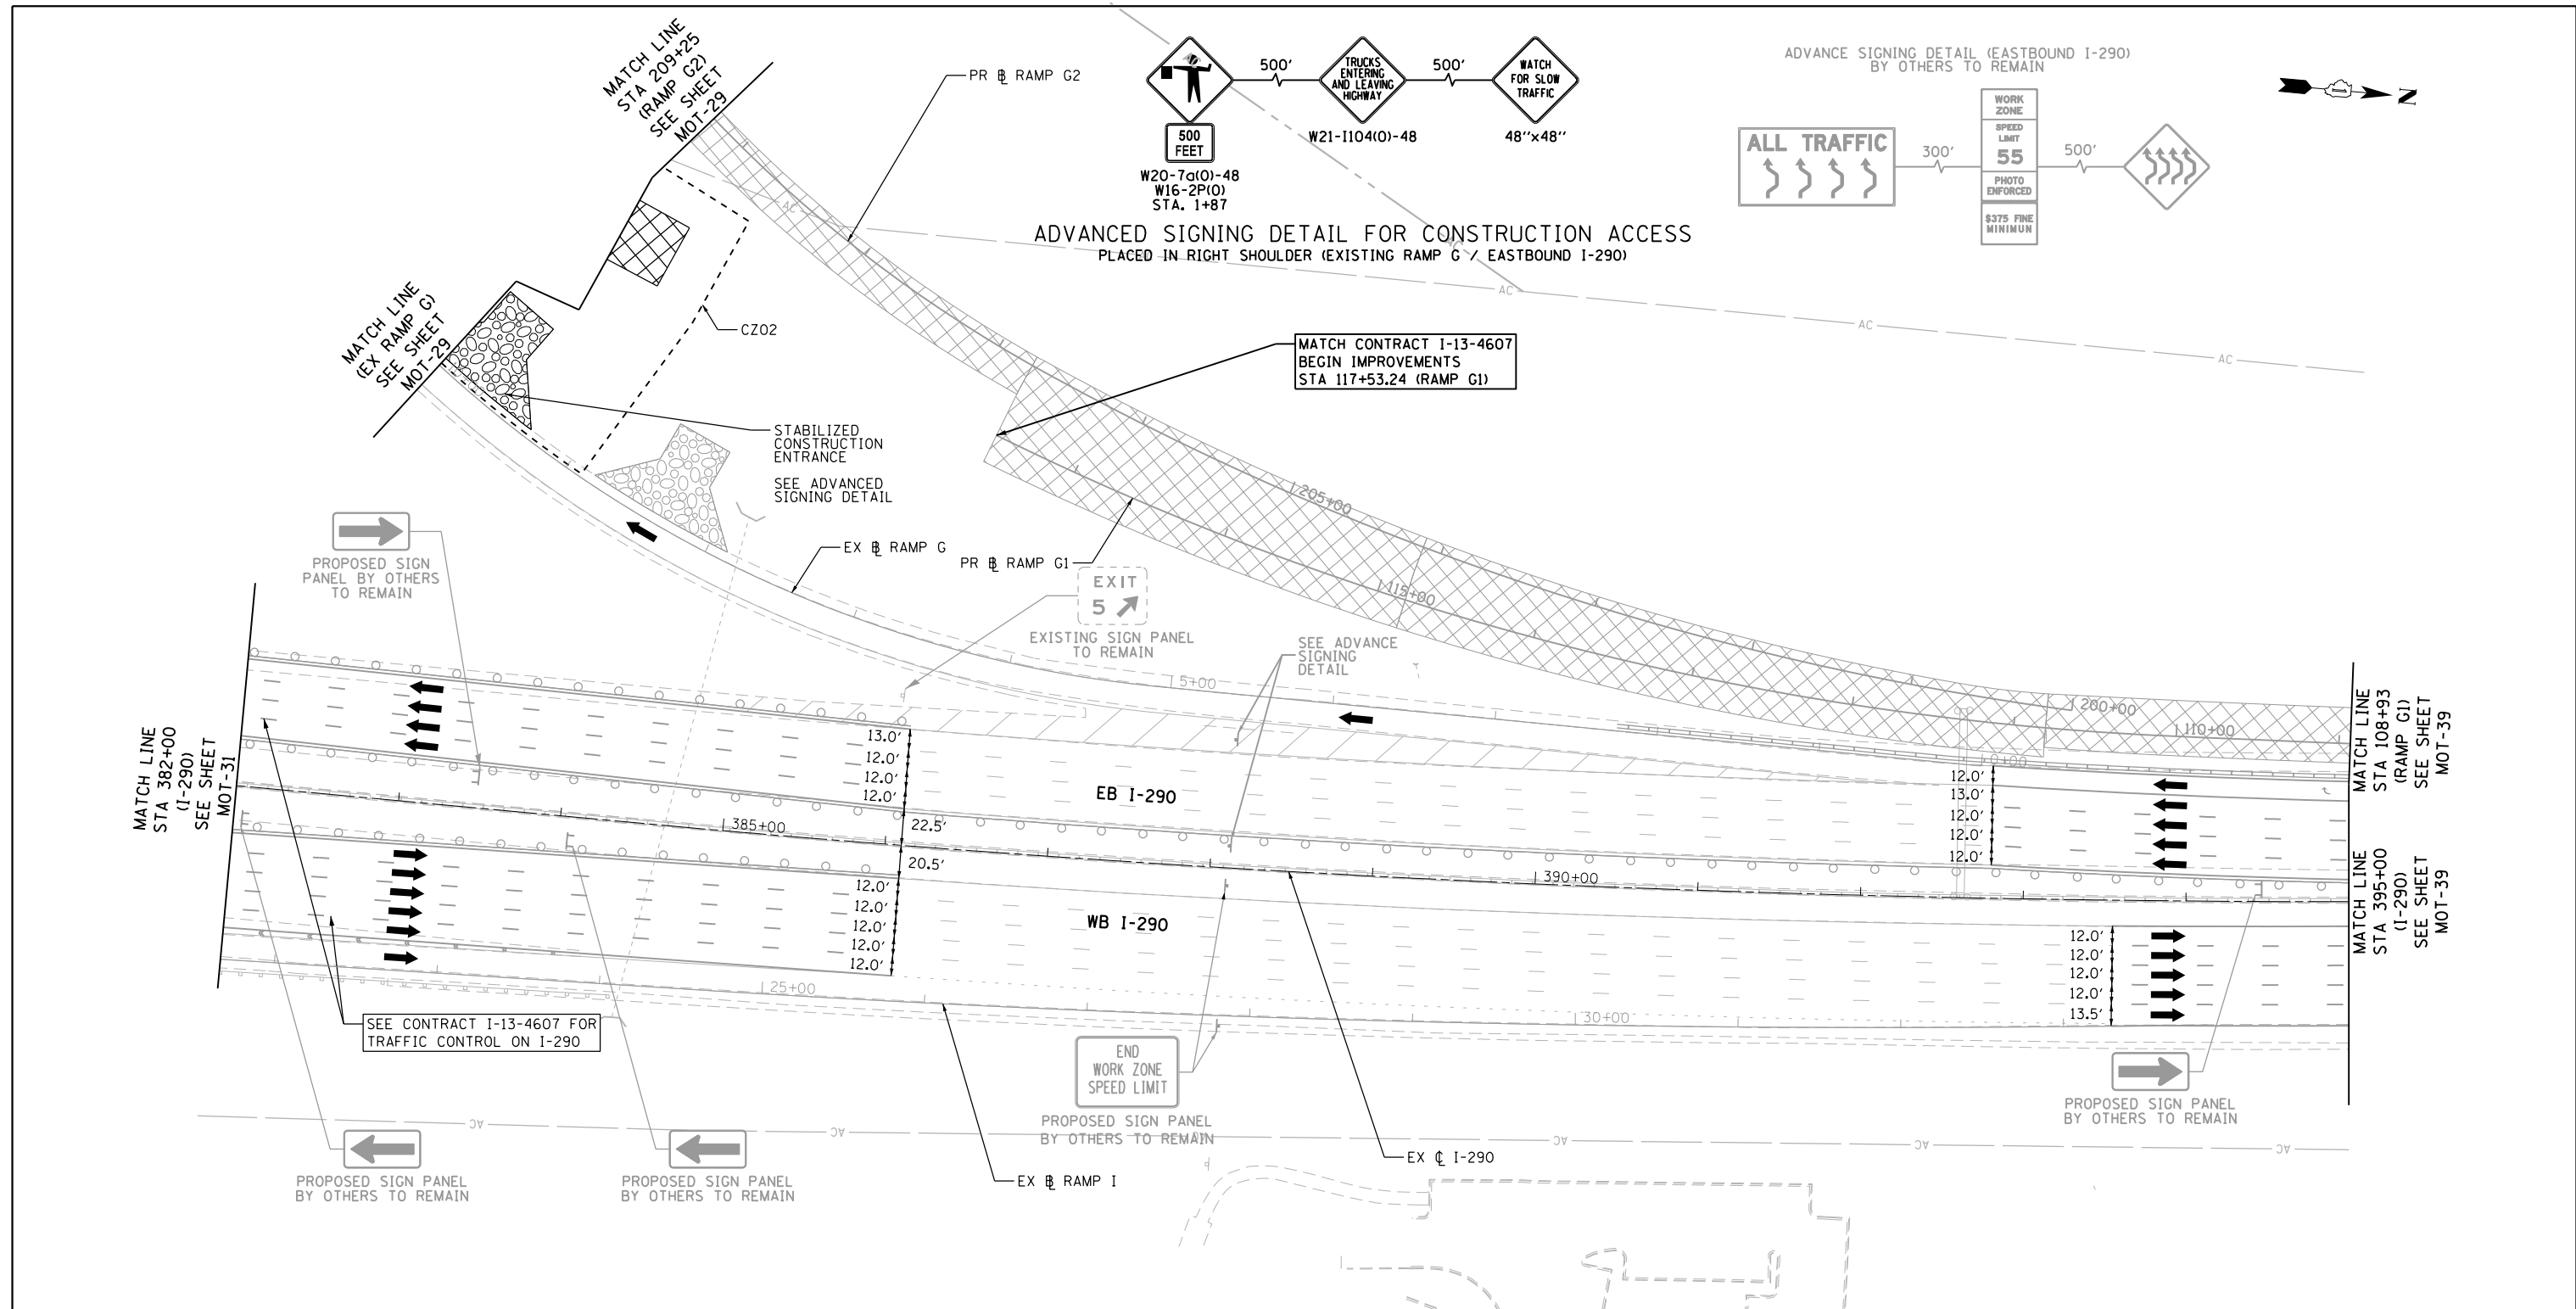 MATCH LINE
STA 209+25
(RAMP G2)
SEE SHEET
MOT-29
PR ℄ RAMP G2
500'
500'
TRUCKS
ENTERING
AND LEAVING
HIGHWAY
WATCH
FOR SLOW
TRAFFIC
500
FEET
W21-I104(O)-48
48''x48''
W20-7a(O)-48
W16-2P(O)
STA. 1+87
ADVANCED SIGNING DETAIL FOR CONSTRUCTION ACCESS
PLACED IN RIGHT SHOULDER (EXISTING RAMP G / EASTBOUND I-290)
ADVANCE SIGNING DETAIL (EASTBOUND I-290)
BY OTHERS TO REMAIN
ALL TRAFFIC
300'
WORK
ZONE
SPEED
LIMIT
55
PHOTO
ENFORCED
$375 FINE
MINIMUN
500'
N
AC
AC
AC
AC
AC
MATCH LINE
(EX RAMP G)
SEE SHEET
MOT-29
CZ02
MATCH CONTRACT I-13-4607
BEGIN IMPROVEMENTS
STA 117+53.24 (RAMP G1)
STABILIZED
CONSTRUCTION
ENTRANCE
SEE ADVANCED
SIGNING DETAIL
205+00
PROPOSED SIGN
PANEL BY OTHERS
TO REMAIN
EX ℄ RAMP G
PR ℄ RAMP G1
EXIT
5
EXISTING SIGN PANEL
TO REMAIN
115+00
SEE ADVANCE
SIGNING
DETAIL
5+00
200+00
110+00
0+00
MATCH LINE
STA 108+93
(RAMP G1)
SEE SHEET
MOT-39
MATCH LINE
STA 382+00
(I-290)
SEE SHEET
MOT-31
13.0'
12.0'
12.0'
12.0'
22.5'
20.5'
12.0'
12.0'
12.0'
12.0'
12.0'
385+00
EB I-290
WB I-290
390+00
12.0'
13.0'
12.0'
12.0'
12.0'
12.0'
12.0'
12.0'
12.0'
13.5'
MATCH LINE
STA 395+00
(I-290)
SEE SHEET
MOT-39
25+00
30+00
SEE CONTRACT I-13-4607 FOR
TRAFFIC CONTROL ON I-290
END
WORK ZONE
SPEED LIMIT
PROPOSED SIGN PANEL
BY OTHERS TO REMAIN
PROPOSED SIGN PANEL
BY OTHERS TO REMAIN
AC
AC
AC
AC
AC
AC
PROPOSED SIGN PANEL
BY OTHERS TO REMAIN
PROPOSED SIGN PANEL
BY OTHERS TO REMAIN
EX ℄ RAMP I
EX ℄ I-290